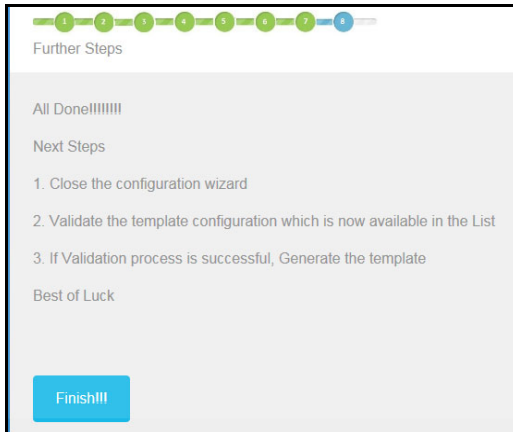 1 2 3 4 5 6 7 8
Further Steps
All Done!!!!!!!!
Next Steps
1. Close the configuration wizard
2. Validate the template configuration which is now available in the List
3. If Validation process is successful, Generate the template
Best of Luck
Finish!!!